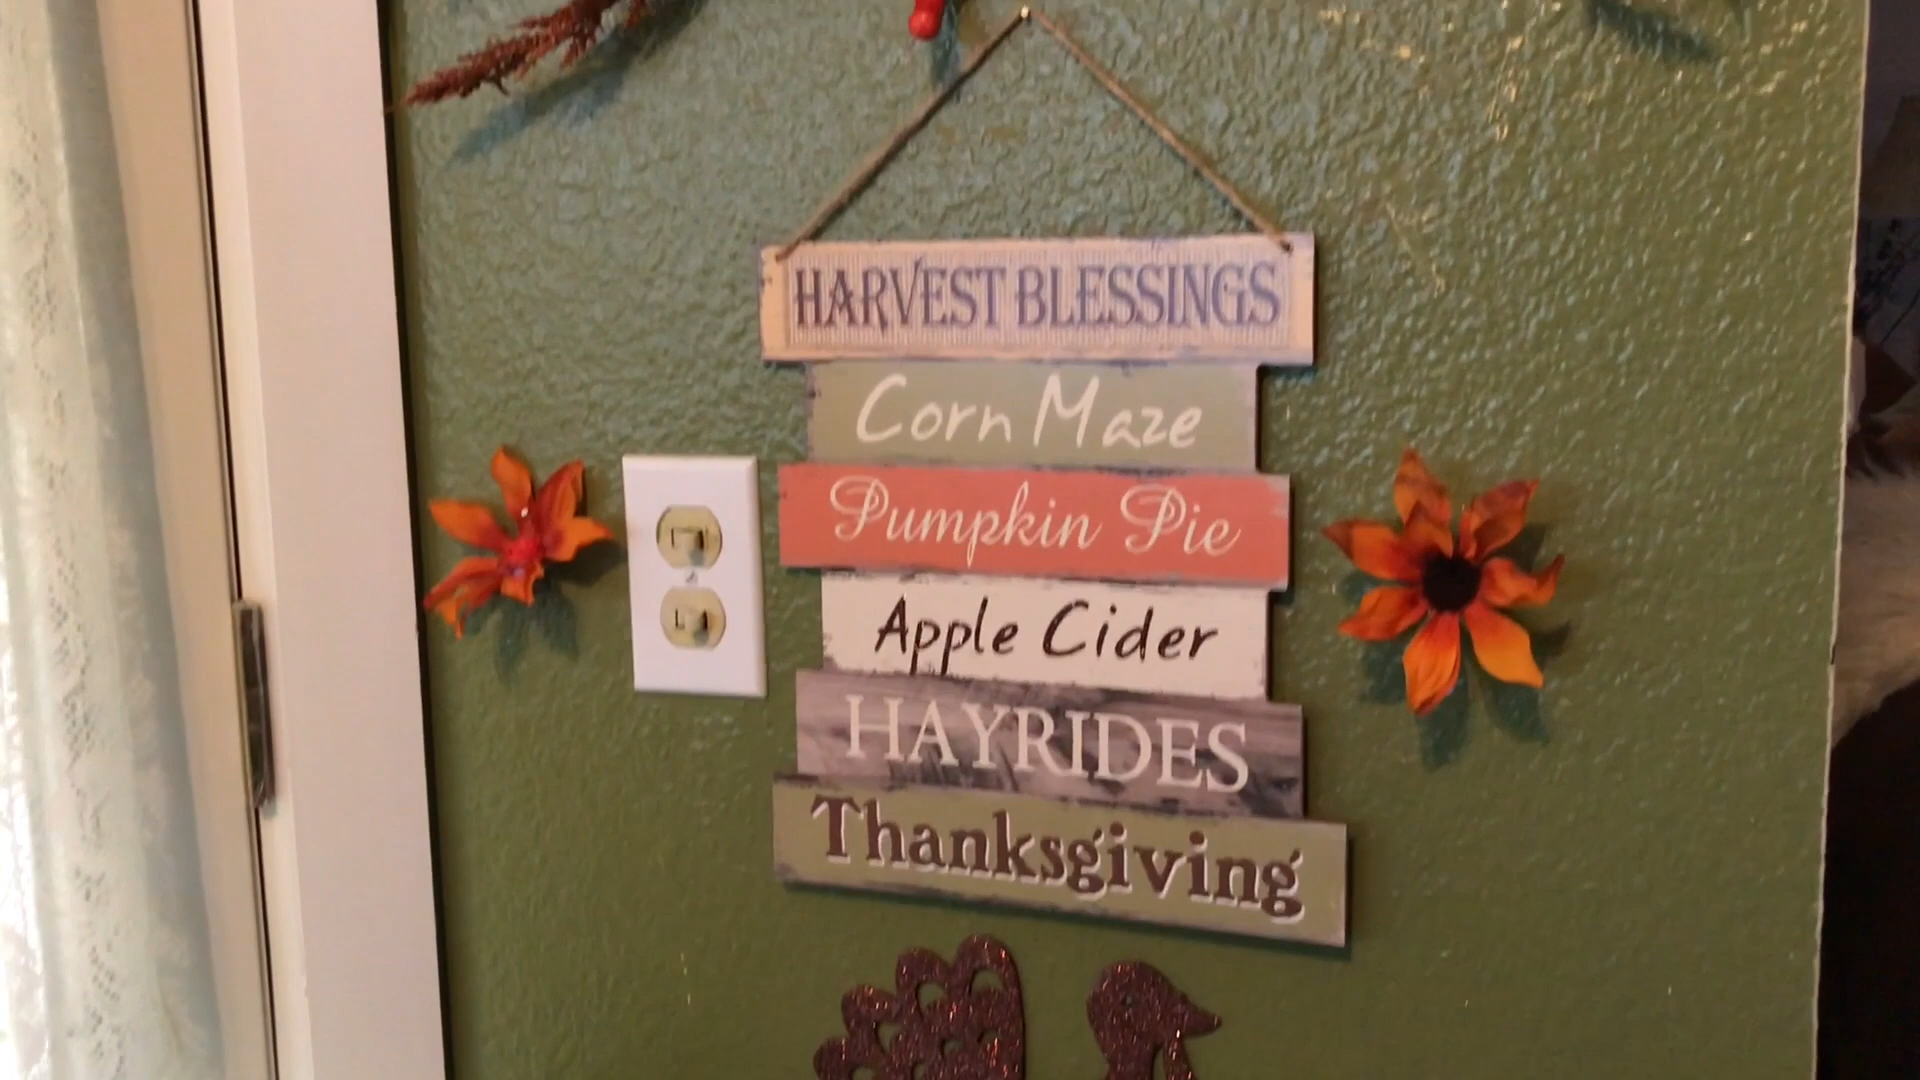 HARVEST BLESSINGS
Corn Maze
Pumpkin Pie
Apple Cider
HAYRIDES
Thanksgiving